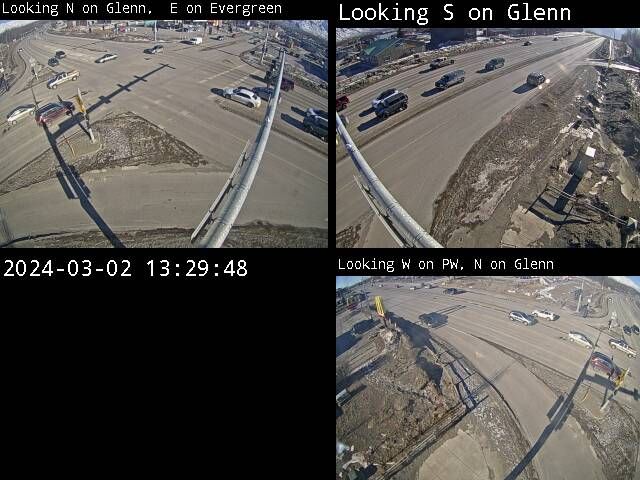 Looking N on Glenn,  E on Evergreen
Looking S on Glenn
2024-03-02 13:29:48
Looking W on PW, N on Glenn